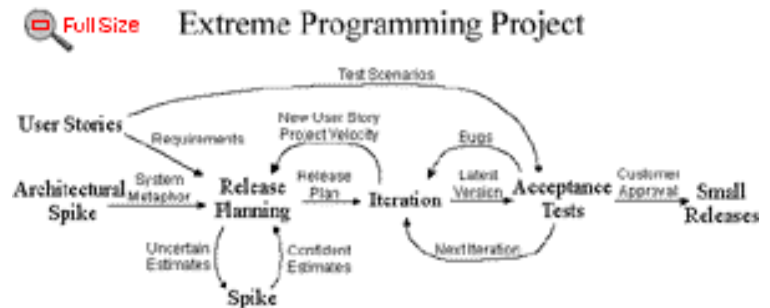 Full Size
Extreme Programming Project
Test Scenarios
User Stories
New User Story
Project Velocity
Bugs
Requirements
Architectural
Spike
System
Metaphor
Release
Planning
Release
Plan
Iteration
Latest
Version
Acceptance
Tests
Customer
Approval
Small
Releases
Uncertain
Estimates
Confident
Estimates
Next Iteration
Spike